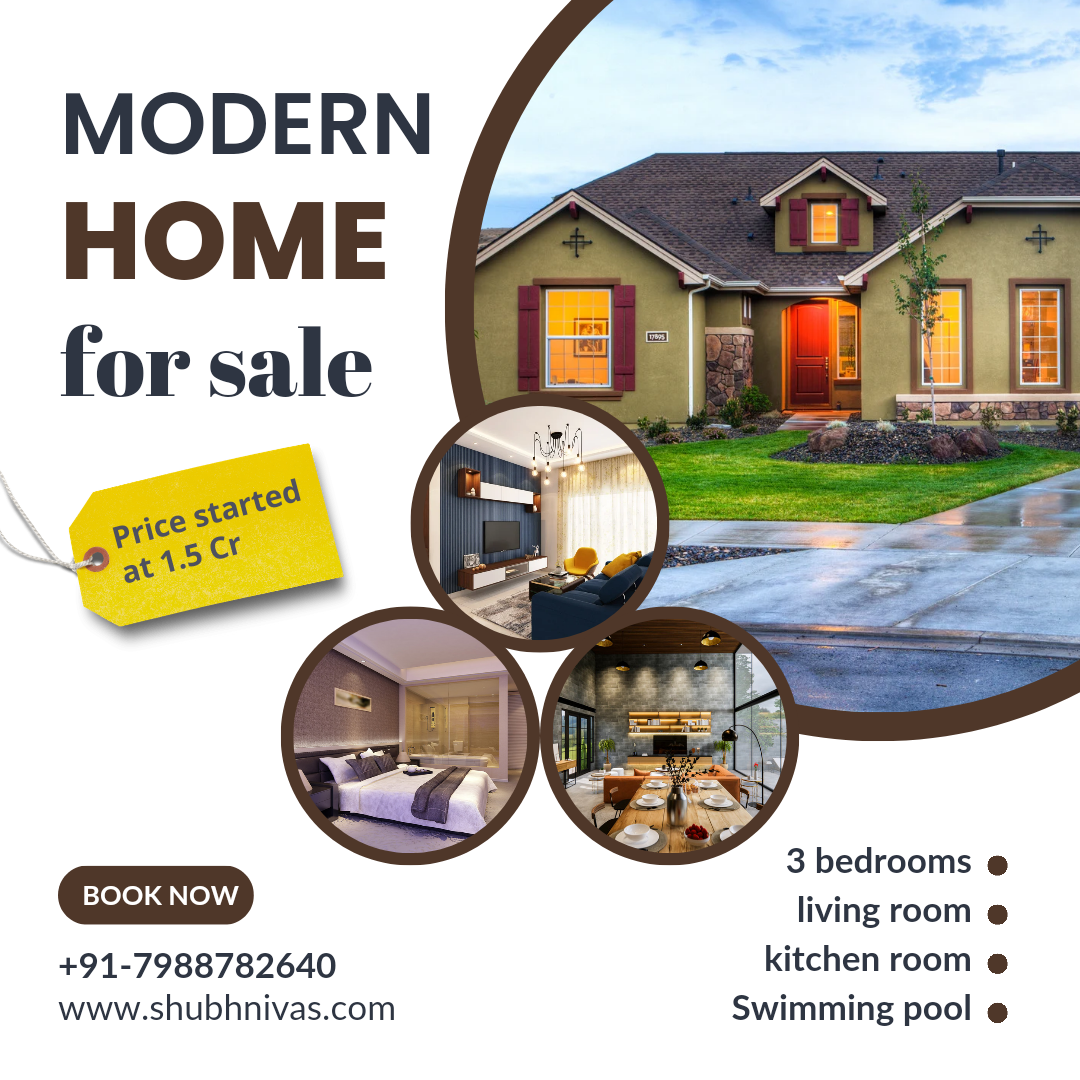 MODERN
HOME
for sale
Price started
at 1.5 Cr
17895
BOOK NOW
+91-7988782640
www.shubhnivas.com
3 bedrooms
living room
kitchen room
Swimming pool